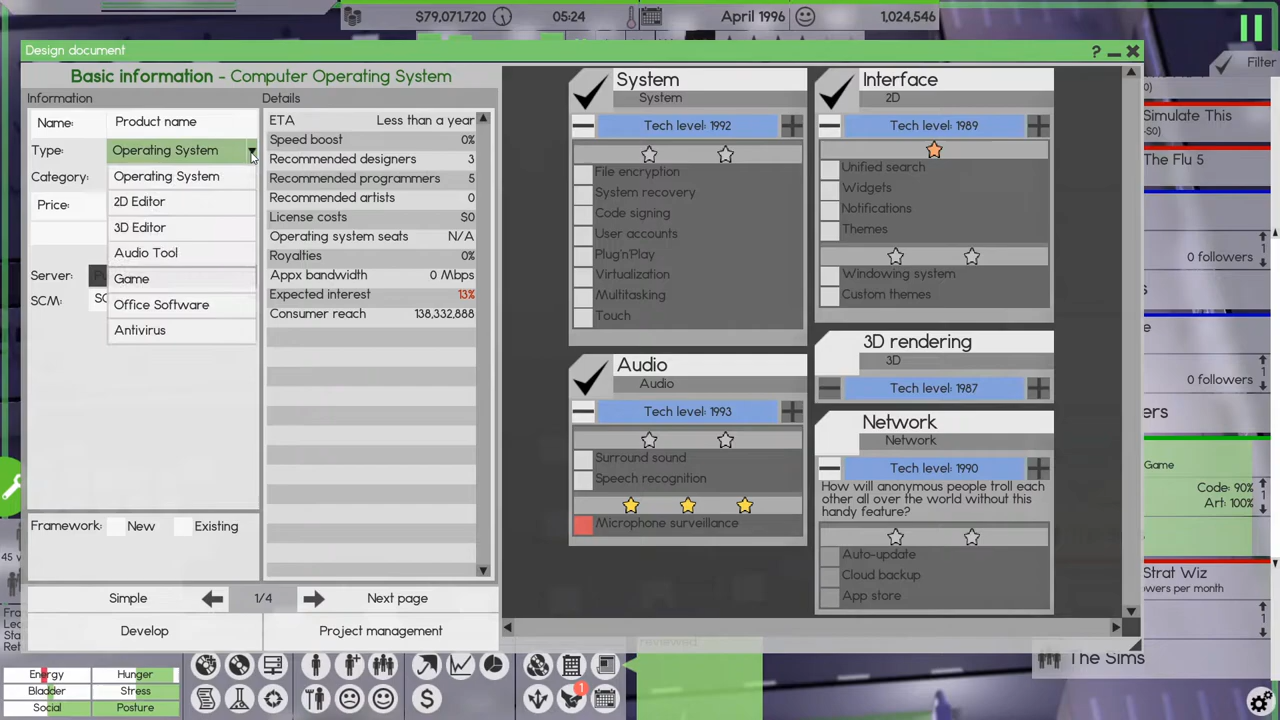 $79,071,720
05:24
April 1996
1,024,546
Design document
?
Filter
Basic information - Computer Operating System
Information
Details
Name:
Product name
Type:
Operating System
Category:
Price:
Server:
SCM:
Operating System
2D Editor
3D Editor
Audio Tool
Game
Office Software
Antivirus
ETA Less than a year
Speed boost 0%
Recommended designers 3
Recommended programmers 5
Recommended artists 0
License costs $0
Operating system seats N/A
Royalties 0%
Appx bandwidth 0 Mbps
Expected interest 13%
Consumer reach 138,332,888
Framework: New Existing
Simple
1/4
Next page
Develop
Project management
System
System
Tech level: 1992
File encryption
System recovery
Code signing
User accounts
Plug'n'Play
Virtualization
Multitasking
Touch
Audio
Audio
Tech level: 1993
Surround sound
Speech recognition
Microphone surveillance
Interface
2D
Tech level: 1989
Unified search
Widgets
Notifications
Themes
Windowing system
Custom themes
3D rendering
3D
Tech level: 1987
Network
Network
Tech level: 1990
How will anonymous people troll each
other all over the world without this
handy feature?
Auto-update
Cloud backup
App store
Simulate This
The Flu 5
0 followers
0 followers
Game
Code: 90%
Art: 100%
Strat Wiz
owers per month
The Sims
Energy
Hunger
Bladder
Stress
Social
Posture
$
1